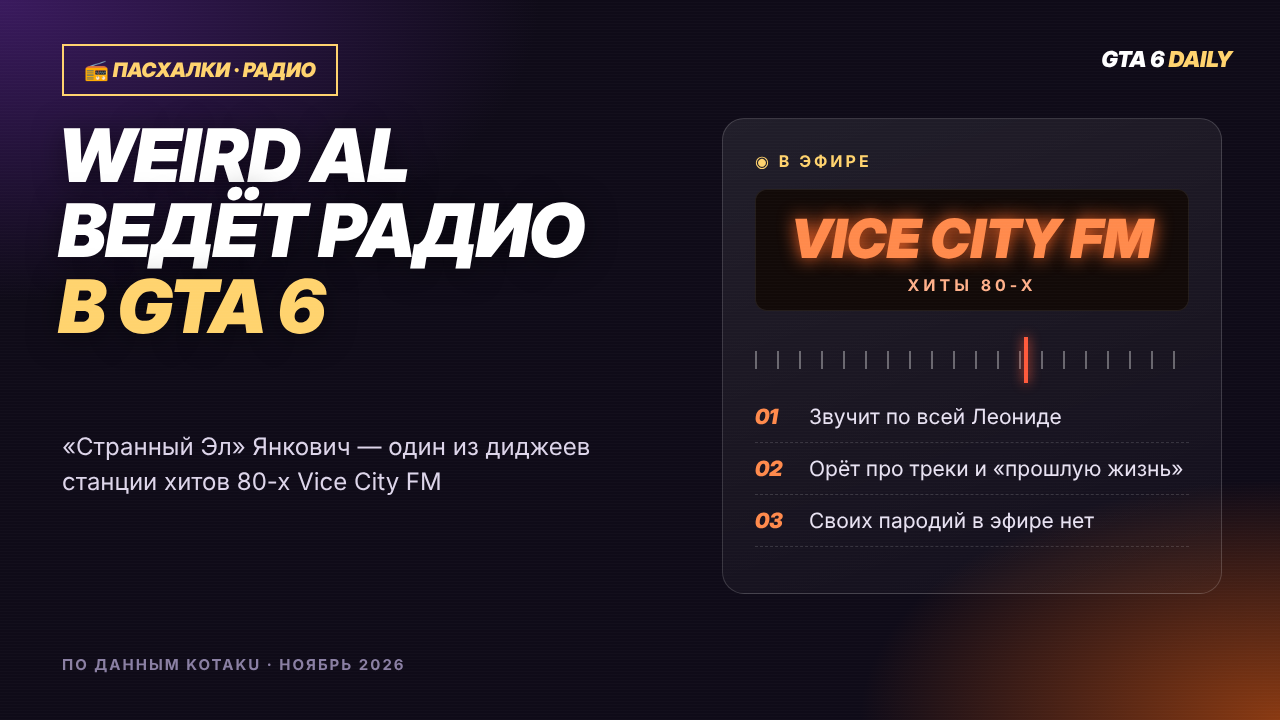 📻 ПАСХАЛКИ · РАДИО
GTA 6 DAILY
WEIRD AL
ВЕДЁТ РАДИО
В GTA 6
«Странный Эл» Янкович — один из диджеев
станции хитов 80-х Vice City FM
◉ В ЭФИРЕ
VICE CITY FM
ХИТЫ 80-Х
01 Звучит по всей Леониде
02 Орёт про треки и «прошлую жизнь»
03 Своих пародий в эфире нет
ПО ДАННЫМ KOTAKU · НОЯБРЬ 2026